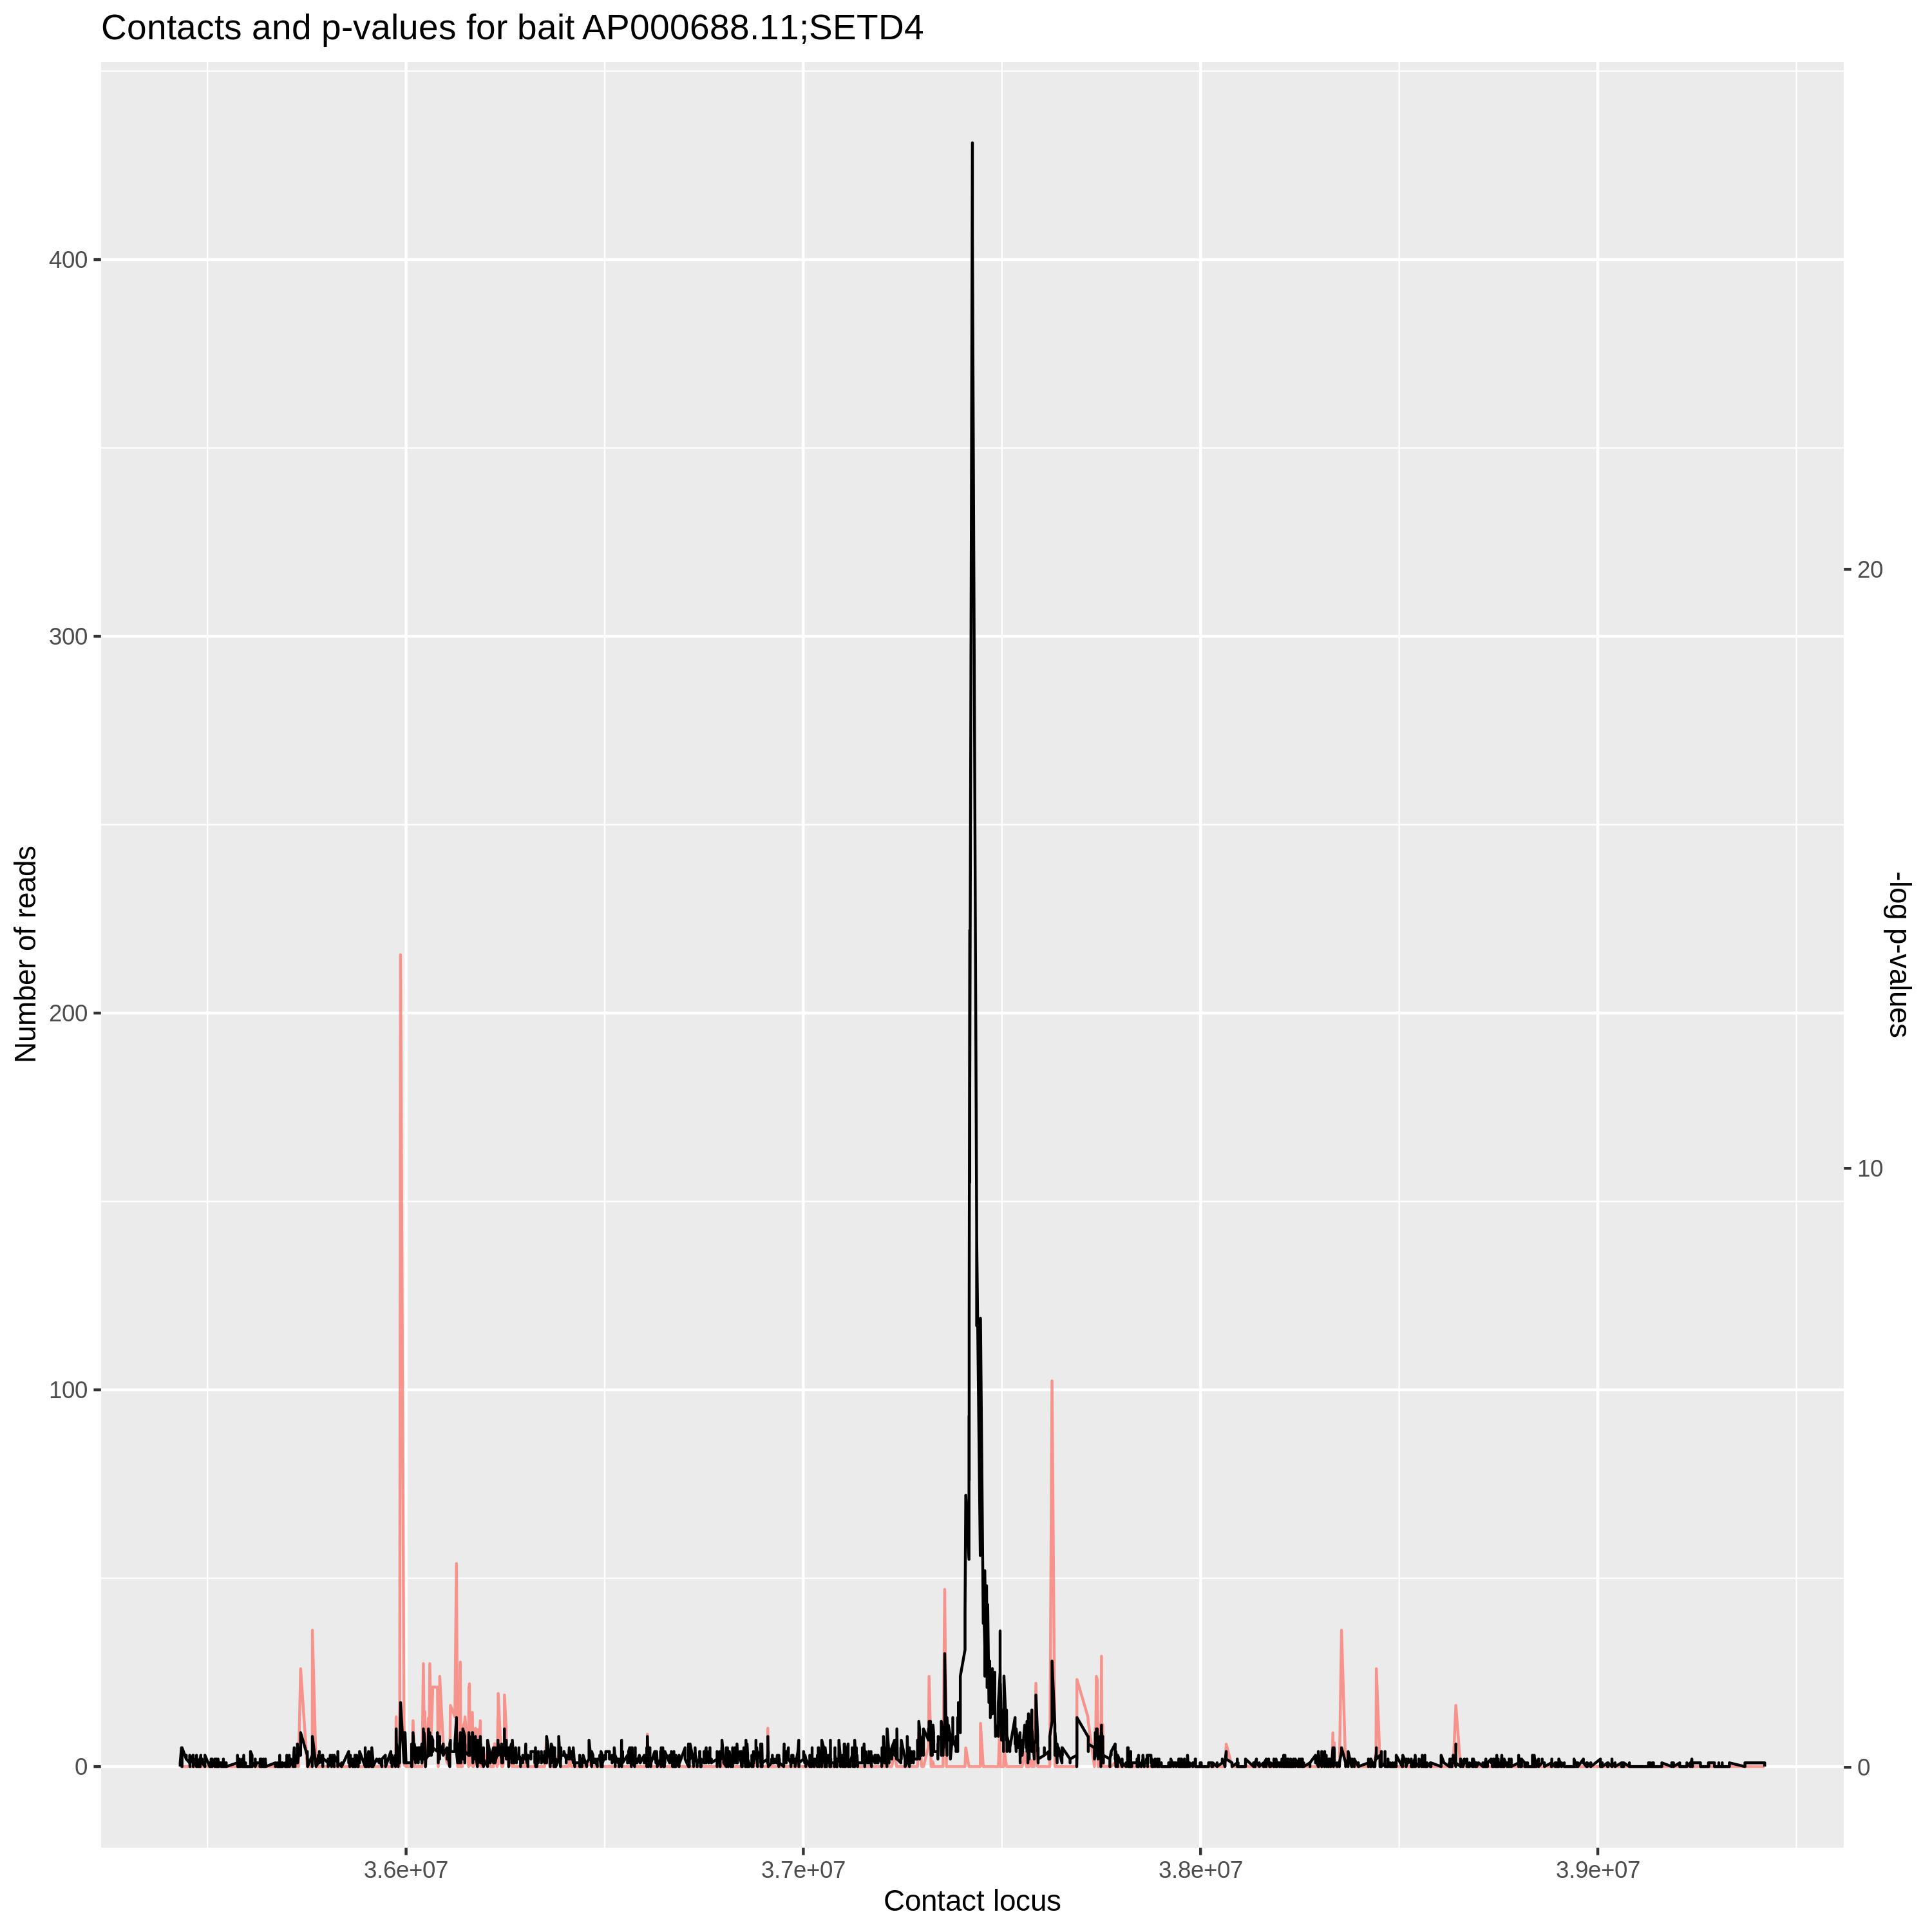 Contacts and p-values for bait AP000688.11;SETD4
400
300
200
100
0
Number of reads
20
10
0
-log p-values
3.6e+07
3.7e+07
3.8e+07
3.9e+07
Contact locus